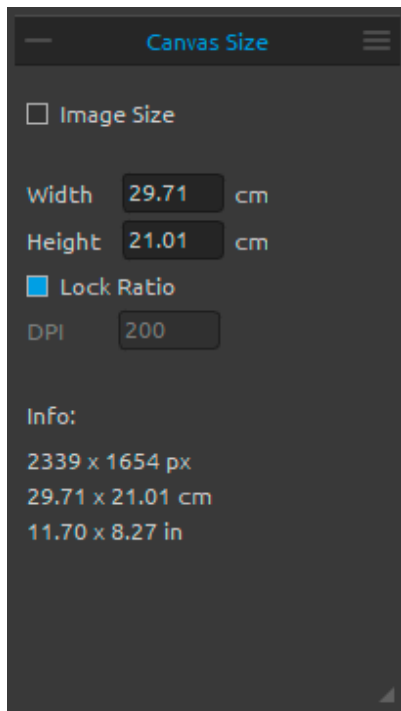 Canvas Size
Image Size
Width 29.71 cm
Height 21.01 cm
Lock Ratio
DPI 200
Info:
2339 x 1654 px
29.71 x 21.01 cm
11.70 x 8.27 in